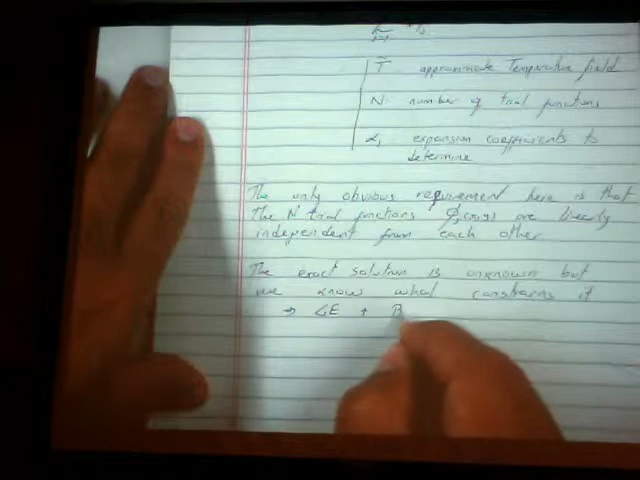 T̃ approximate Temperature field
N: number of trial functions
αᵢ expansion coefficients to
determine
The only obvious requirement here is that
the N trial functions are linearly
independent from each other
The exact solution is unknown but
we know what constrains it
⇒ GE + B